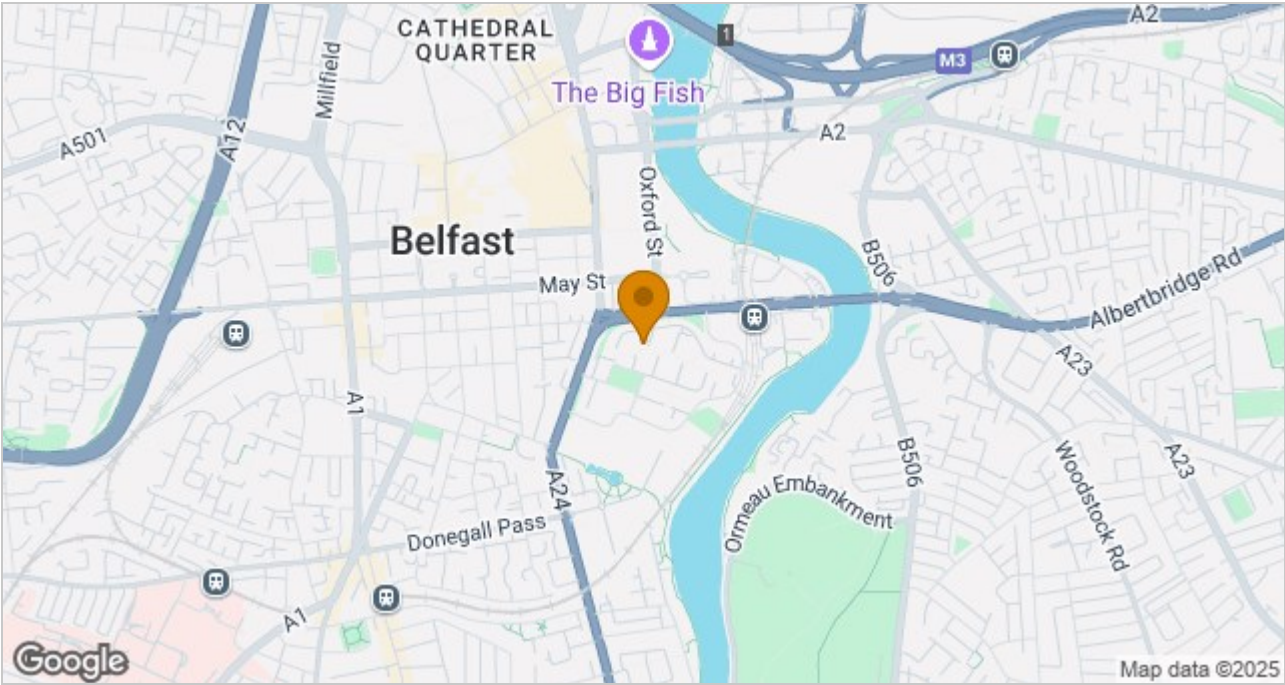 CATHEDRAL
QUARTER
Millfield
A12
A501
The Big Fish
1
M3
A2
A2
Oxford St
Belfast
May St
B506
Albertbridge Rd
A23
A1
A24
B506
Woodstock Rd
A23
Ormeau Embankment
Donegall Pass
A1
Google
Map data ©2025